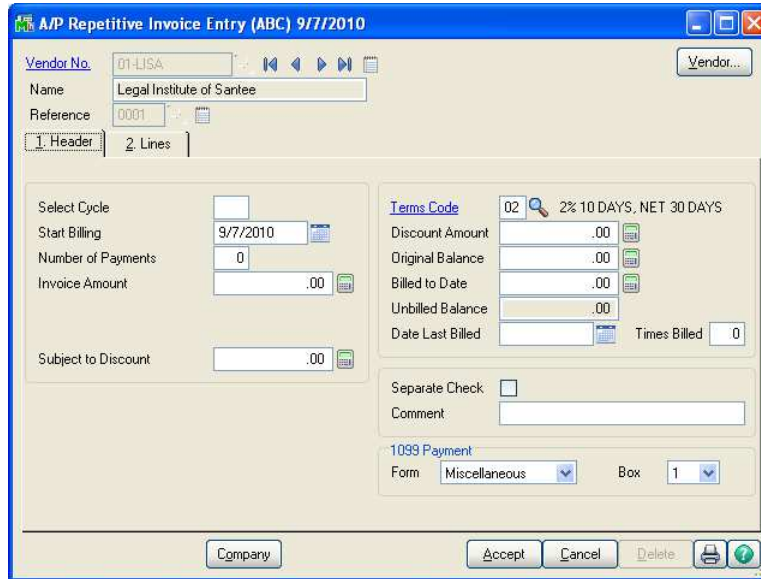 A/P Repetitive Invoice Entry (ABC) 9/7/2010
Vendor No. 01-LISA Vendor...
Name Legal Institute of Santee
Reference 0001
1. Header 2. Lines
Select Cycle
Start Billing 9/7/2010
Number of Payments 0
Invoice Amount .00
Subject to Discount .00
Terms Code 02 2% 10 DAYS, NET 30 DAYS
Discount Amount .00
Original Balance .00
Billed to Date .00
Unbilled Balance .00
Date Last Billed Times Billed 0
Separate Check
Comment
1099 Payment
Form Miscellaneous Box 1
Company Accept Cancel Delete